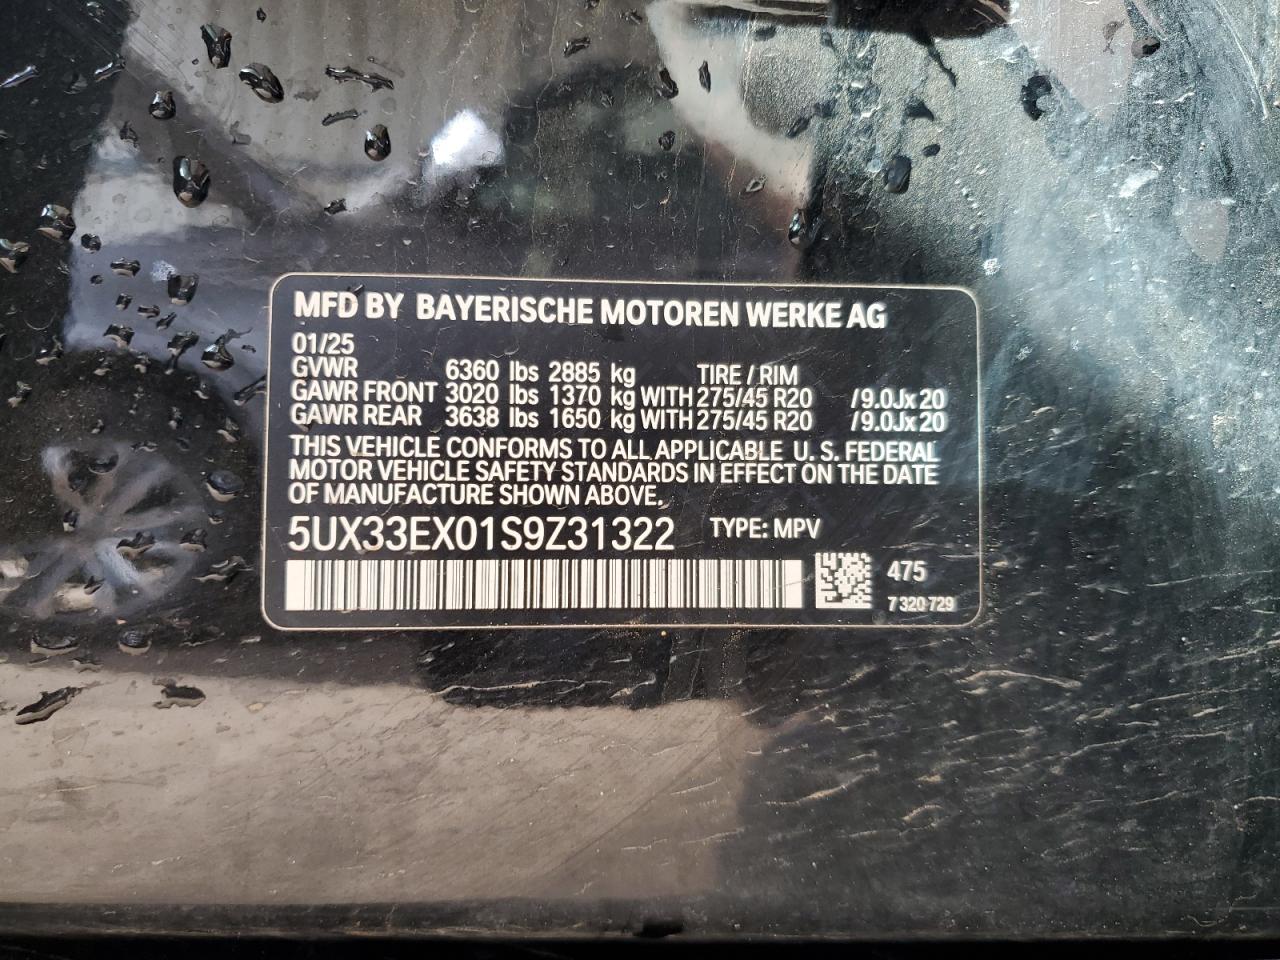 MFD BY BAYERISCHE MOTOREN WERKE AG
01/25
GVWR 6360 lbs 2885 kg TIRE / RIM
GAWR FRONT 3020 lbs 1370 kg WITH 275/45 R20 /9.0Jx20
GAWR REAR 3638 lbs 1650 kg WITH 275/45 R20 /9.0Jx20
THIS VEHICLE CONFORMS TO ALL APPLICABLE U. S. FEDERAL
MOTOR VEHICLE SAFETY STANDARDS IN EFFECT ON THE DATE
OF MANUFACTURE SHOWN ABOVE.
5UX33EX01S9Z31322 TYPE: MPV
475
7 320 729